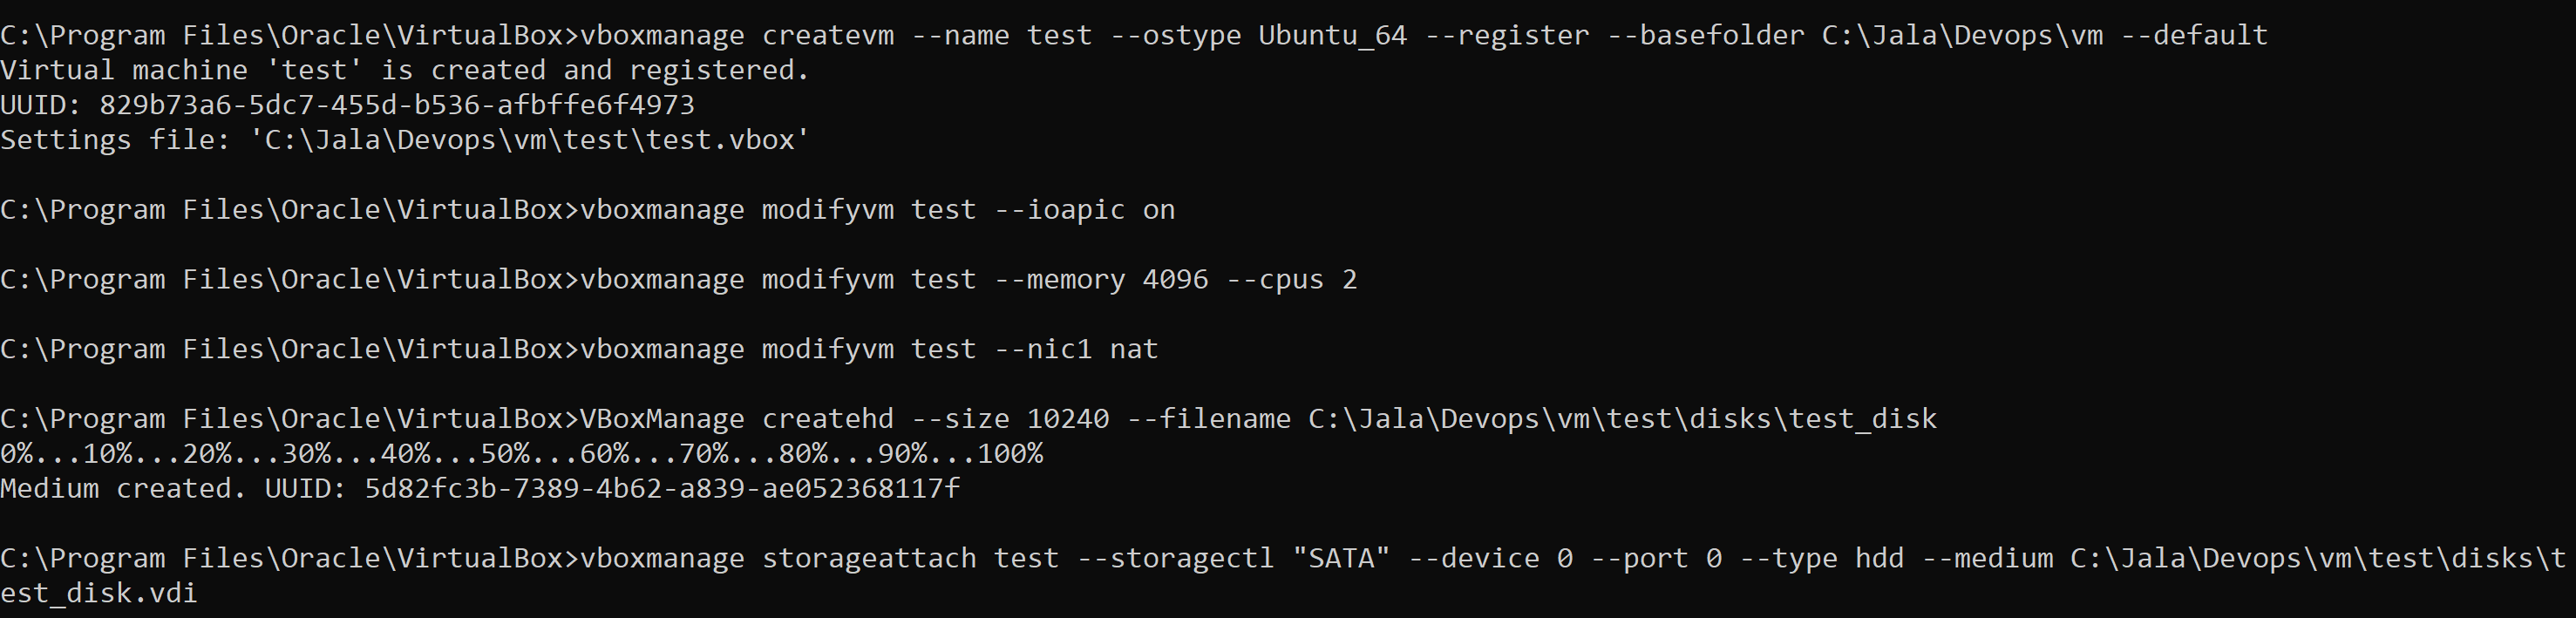 C:\Program Files\Oracle\VirtualBox>vboxmanage createvm --name test --ostype Ubuntu_64 --register --basefolder C:\Jala\Devops\vm --default
Virtual machine 'test' is created and registered.
UUID: 829b73a6-5dc7-455d-b536-afbffe6f4973
Settings file: 'C:\Jala\Devops\vm\test\test.vbox'
C:\Program Files\Oracle\VirtualBox>vboxmanage modifyvm test --ioapic on
C:\Program Files\Oracle\VirtualBox>vboxmanage modifyvm test --memory 4096 --cpus 2
C:\Program Files\Oracle\VirtualBox>vboxmanage modifyvm test --nic1 nat
C:\Program Files\Oracle\VirtualBox>VBoxManage createhd --size 10240 --filename C:\Jala\Devops\vm\test\disks\test_disk
0%...10%...20%...30%...40%...50%...60%...70%...80%...90%...100%
Medium created. UUID: 5d82fc3b-7389-4b62-a839-ae052368117f
C:\Program Files\Oracle\VirtualBox>vboxmanage storageattach test --storagectl "SATA" --device 0 --port 0 --type hdd --medium C:\Jala\Devops\vm\test\disks\t
est_disk.vdi